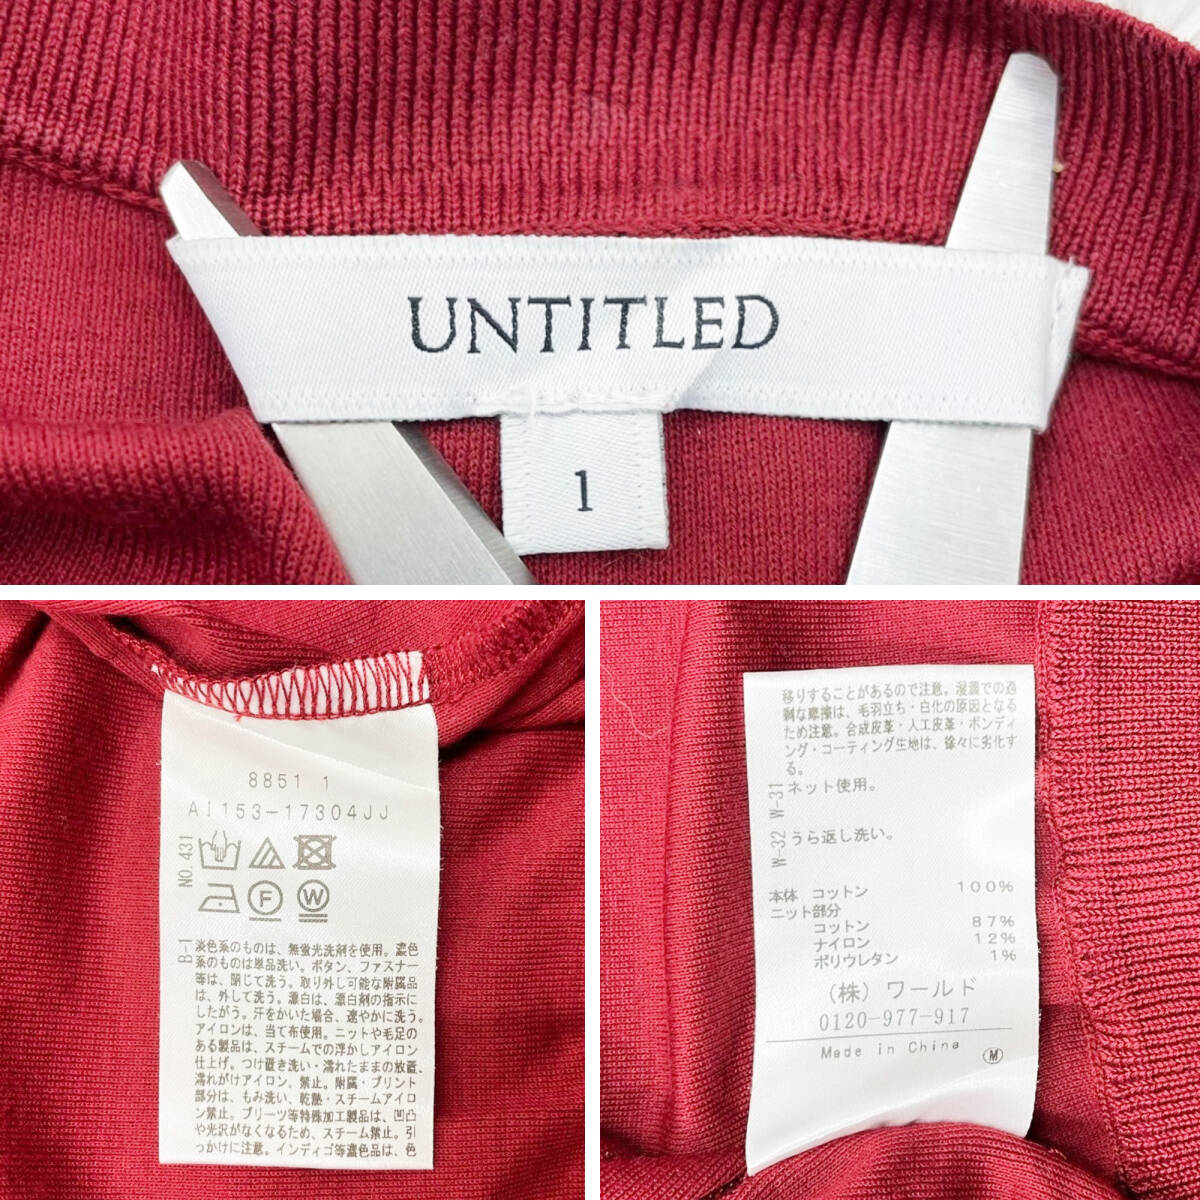 UNTITLED
1
8851 1
AI153-17304JJ
NO.431
F
W
B-1
淡色系のものは、無蛍光洗剤を使用。濃色
系のものは単品洗い。ボタン、ファスナー
等は、閉じて洗う。取り外し可能な附属品
は、外して洗う。漂白は、漂白剤の指示に
したがう。汗をかいた場合、速やかに洗う。
アイロンは、当て布使用。ニットや毛足の
ある製品は、スチームでの浮かしアイロン
仕上げ。つけ置き洗い・濡れたままの放置、
濡れがけアイロン、禁止。附属・プリント
部分は、もみ洗い、乾熱・スチームアイロ
ン禁止。プリーツ等特殊加工製品は、凹凸
や光沢がなくなるため、スチーム禁止。引
っかけに注意。インディゴ等濃色品は、色
移りすることがあるので注意。湿潤での過
剰な摩擦は、毛羽立ち・白化の原因となる
ため注意。合成皮革・人工皮革・ボンディ
ング・コーティング生地は、徐々に劣化す
る。
W-31 ネット使用。
W-32 うら返し洗い。
本体 コットン 100%
ニット部分
コットン 87%
ナイロン 12%
ポリウレタン 1%
(株) ワールド
0120-977-917
Made in China
M